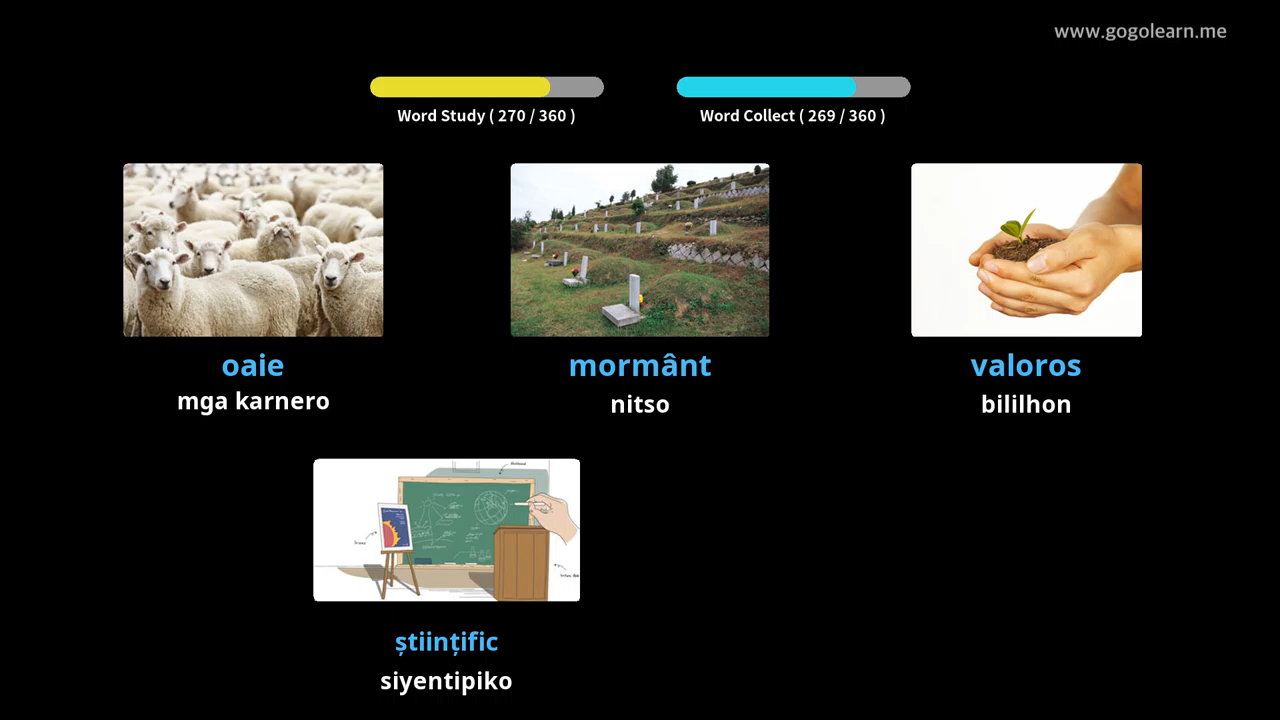 www.gogolearn.me
Word Study ( 270 / 360 )
Word Collect ( 269 / 360 )
oaie
mormânt
valoros
mga karnero
nitso
bililhon
științific
siyentipiko